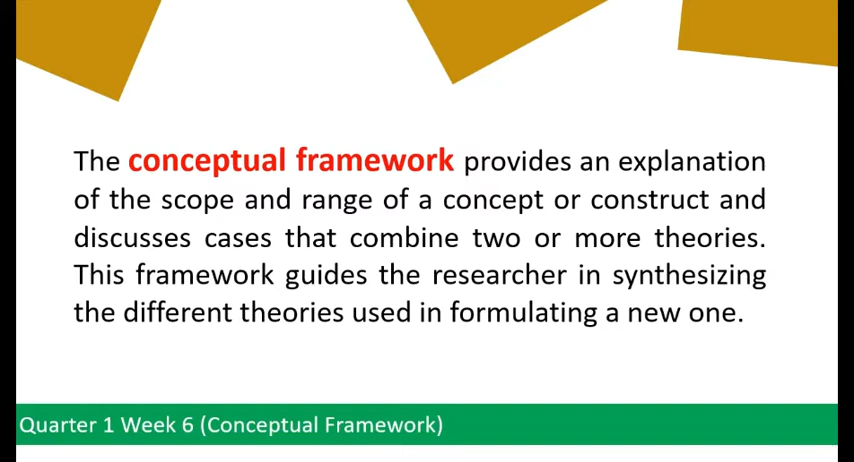 The conceptual framework provides an explanation
of the scope and range of a concept or construct and
discusses cases that combine two or more theories.
This framework guides the researcher in synthesizing
the different theories used in formulating a new one.
Quarter 1 Week 6 (Conceptual Framework)